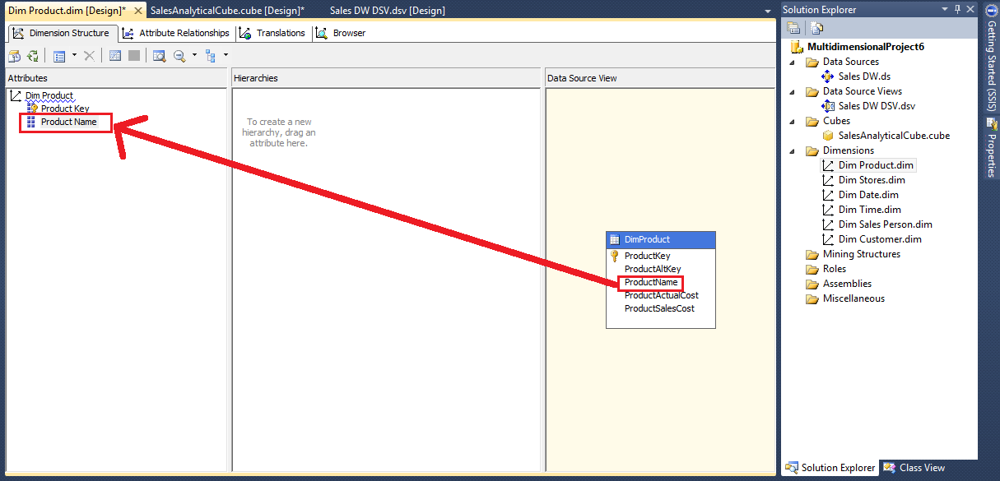 Dim Product.dim [Design]* SalesAnalyticalCube.cube [Design]* Sales DW DSV.dsv [Design]
Dimension Structure Attribute Relationships Translations Browser
Attributes
Dim Product
Product Key
Product Name
Hierarchies
To create a new
hierarchy, drag an
attribute here.
Data Source View
DimProduct
ProductKey
ProductAltKey
ProductName
ProductActualCost
ProductSalesCost
Solution Explorer
MultidimensionalProject6
Data Sources
Sales DW.ds
Data Source Views
Sales DW DSV.dsv
Cubes
SalesAnalyticalCube.cube
Dimensions
Dim Product.dim
Dim Stores.dim
Dim Date.dim
Dim Time.dim
Dim Sales Person.dim
Dim Customer.dim
Mining Structures
Roles
Assemblies
Miscellaneous
Solution Explorer Class View
Getting Started (SSIS)
Properties